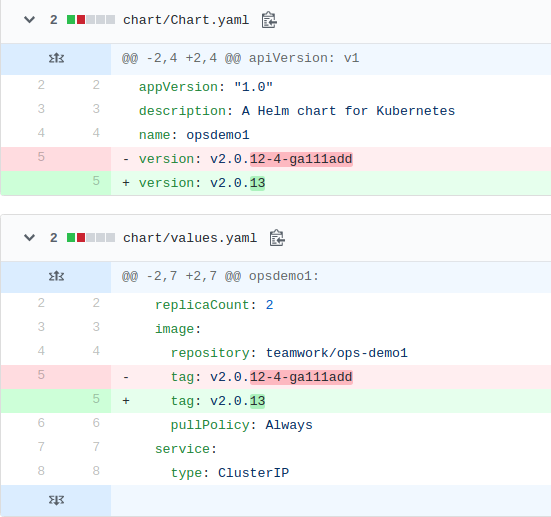 2 chart/Chart.yaml
@@ -2,4 +2,4 @@ apiVersion: v1
2 2 appVersion: "1.0"
3 3 description: A Helm chart for Kubernetes
4 4 name: opsdemo1
5 - version: v2.0.12-4-ga111add
5 + version: v2.0.13
2 chart/values.yaml
@@ -2,7 +2,7 @@ opsdemo1:
2 2 replicaCount: 2
3 3 image:
4 4 repository: teamwork/ops-demo1
5 - tag: v2.0.12-4-ga111add
5 + tag: v2.0.13
6 6 pullPolicy: Always
7 7 service:
8 8 type: ClusterIP